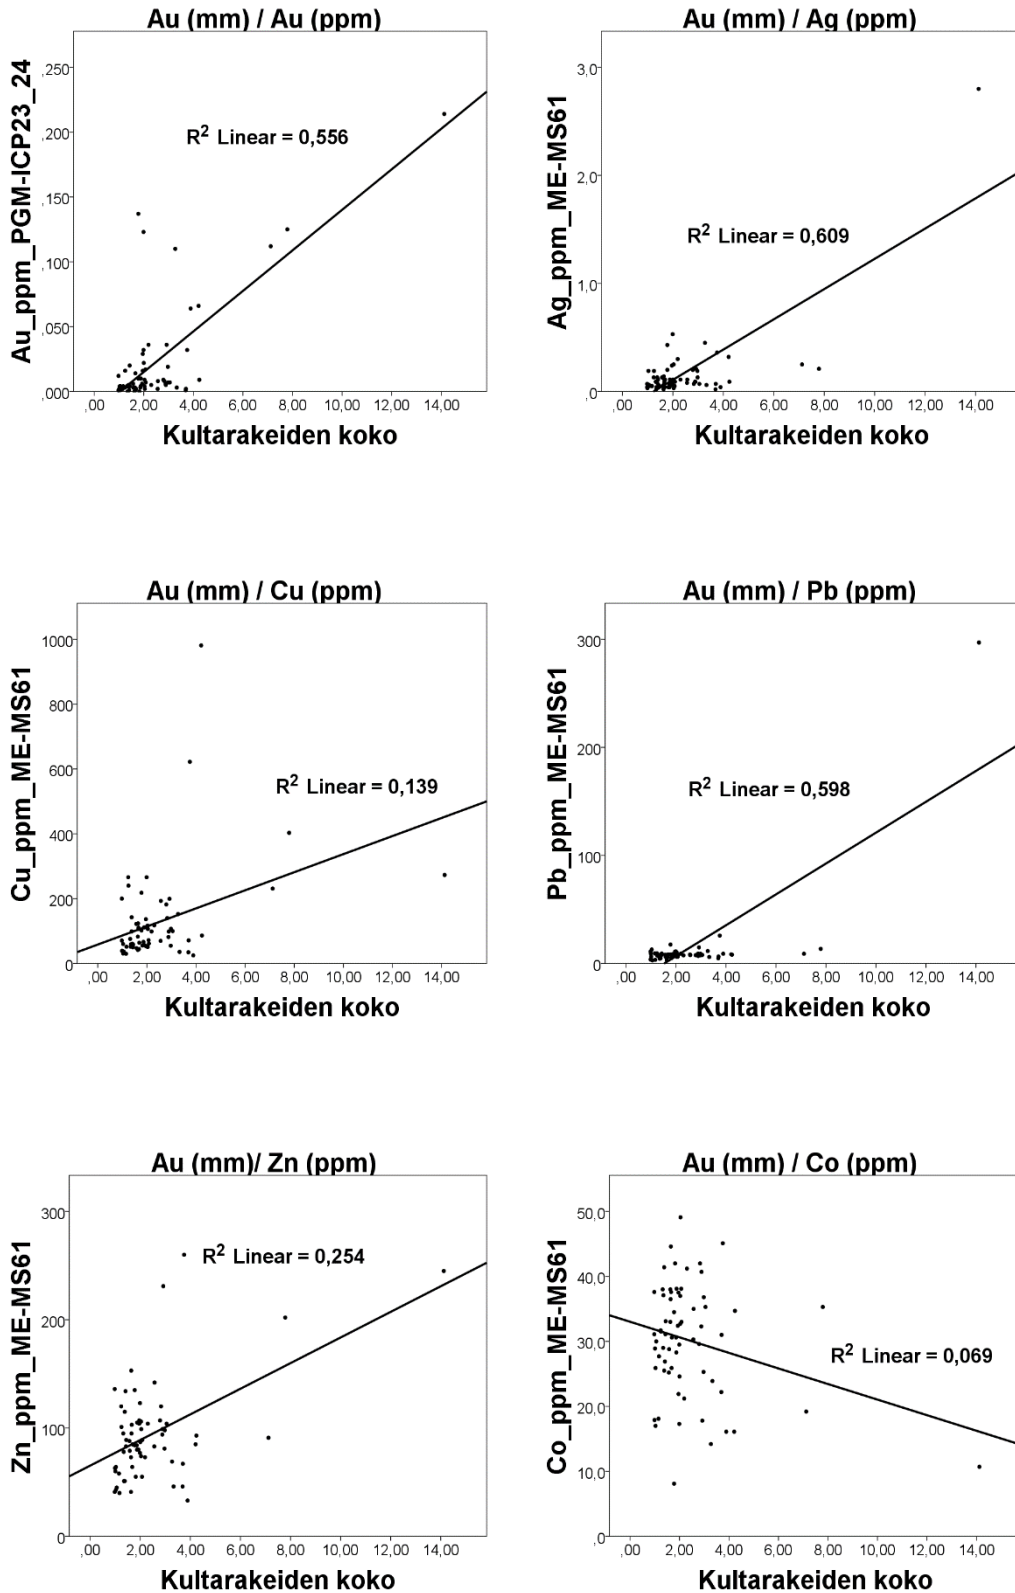 Au (mm) / Au (ppm)
Au_ppm_PGM-ICP23_24
,250
,200
,150
,100
,050
,000
R² Linear = 0,556
,00 2,00 4,00 6,00 8,00 10,00 12,00 14,00
Kultarakeiden koko
Au (mm) / Ag (ppm)
Ag_ppm_ME-MS61
3,0
2,0
1,0
,0
R² Linear = 0,609
,00 2,00 4,00 6,00 8,00 10,00 12,00 14,00
Kultarakeiden koko
Au (mm) / Cu (ppm)
Cu_ppm_ME-MS61
1000
800
600
400
200
0
R² Linear = 0,139
,00 2,00 4,00 6,00 8,00 10,00 12,00 14,00
Kultarakeiden koko
Au (mm) / Pb (ppm)
Pb_ppm_ME-MS61
300
200
100
0
R² Linear = 0,598
,00 2,00 4,00 6,00 8,00 10,00 12,00 14,00
Kultarakeiden koko
Au (mm)/ Zn (ppm)
Zn_ppm_ME-MS61
300
200
100
0
R² Linear = 0,254
,00 2,00 4,00 6,00 8,00 10,00 12,00 14,00
Kultarakeiden koko
Au (mm) / Co (ppm)
Co_ppm_ME-MS61
50,0
40,0
30,0
20,0
10,0
,0
R² Linear = 0,069
,00 2,00 4,00 6,00 8,00 10,00 12,00 14,00
Kultarakeiden koko